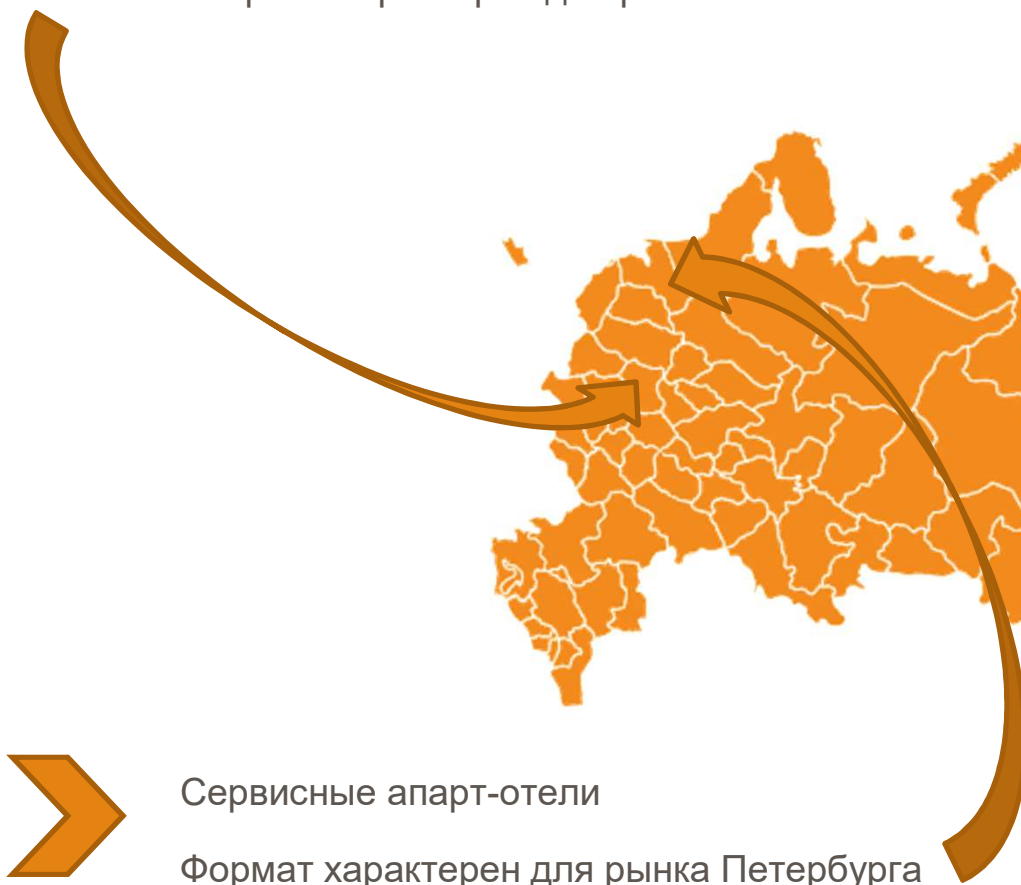 Сервисные апарт-отели
Формат характерен для рынка Петербурга